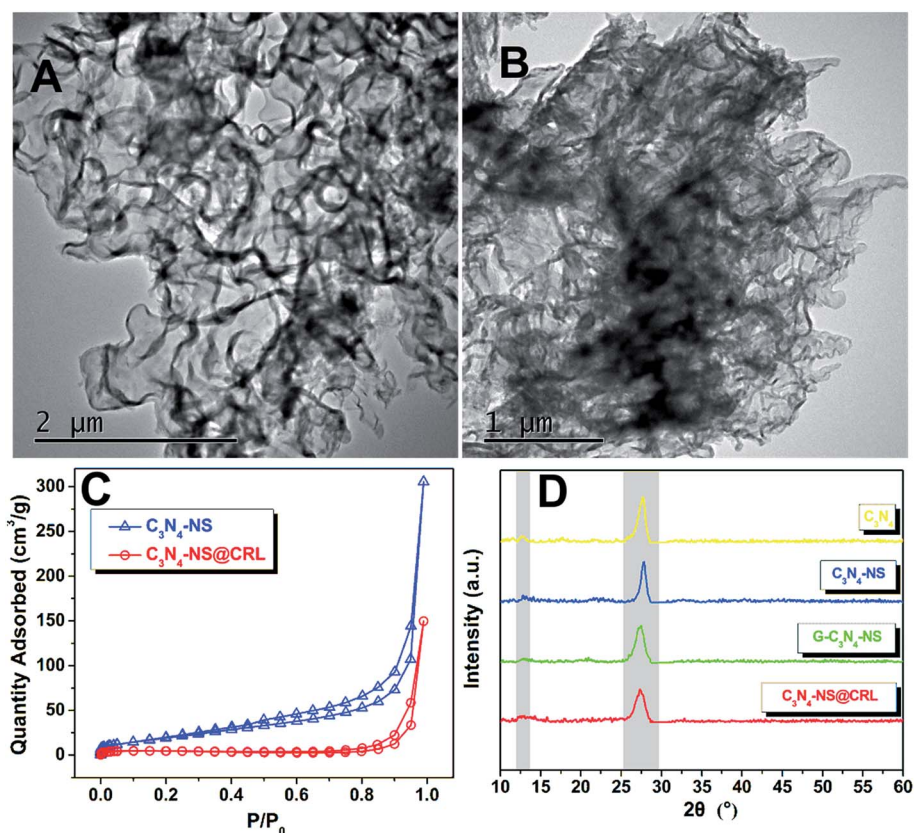 A
B
2 μm
1 μm
C
300
250
200
150
100
50
0
Quantity Adsorbed (cm³/g)
C₃N₄-NS
C₃N₄-NS@CRL
0.0 0.2 0.4 0.6 0.8 1.0
P/P₀
D
Intensity (a.u.)
C₃N₄
C₃N₄-NS
G-C₃N₄-NS
C₃N₄-NS@CRL
10 15 20 25 30 35 40 45 50 55 60
2θ (°)